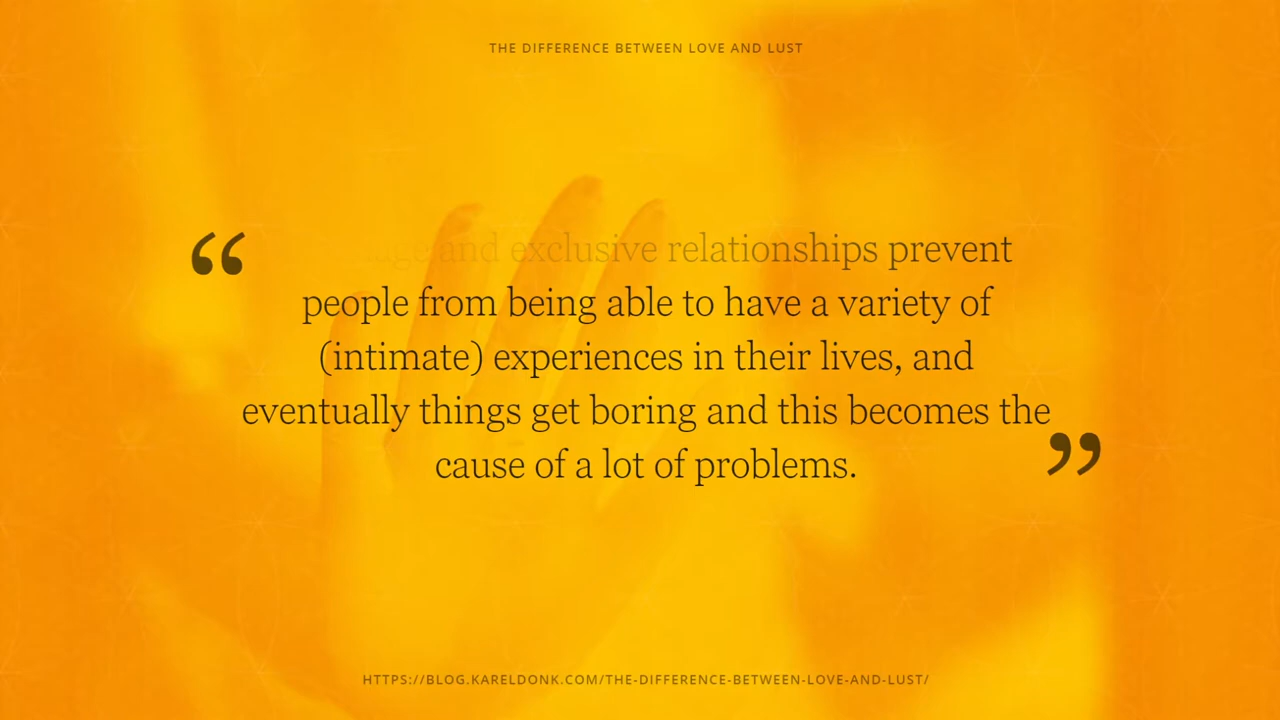 THE DIFFERENCE BETWEEN LOVE AND LUST
“
and exclusive relationships prevent
people from being able to have a variety of
(intimate) experiences in their lives, and
eventually things get boring and this becomes the
cause of a lot of problems.
”
HTTPS://BLOG.KARELDONK.COM/THE-DIFFERENCE-BETWEEN-LOVE-AND-LUST/